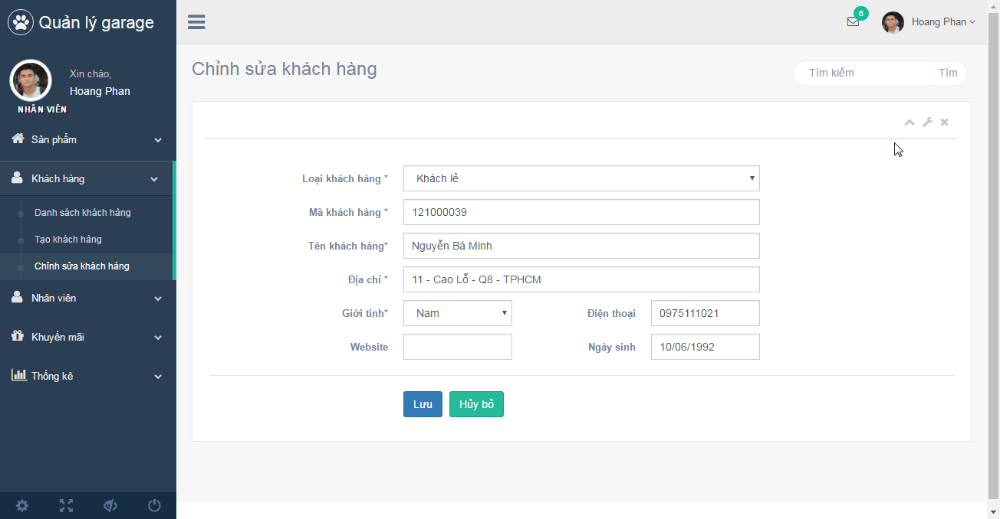 Quản lý garage
6
Hoang Phan
Xin chào,
Hoang Phan
NHÂN VIÊN
Sản phẩm
Khách hàng
Danh sách khách hàng
Tạo khách hàng
Chỉnh sửa khách hàng
Nhân viên
Khuyến mãi
Thống kê
Chỉnh sửa khách hàng
Tìm kiếm Tìm
Loại khách hàng * Khách lẻ
Mã khách hàng * 121000039
Tên khách hàng* Nguyễn Bá Minh
Địa chỉ * 11 - Cao Lỗ - Q8 - TPHCM
Giới tính* Nam Điện thoại 0975111021
Website Ngày sinh 10/06/1992
Lưu Hủy bỏ